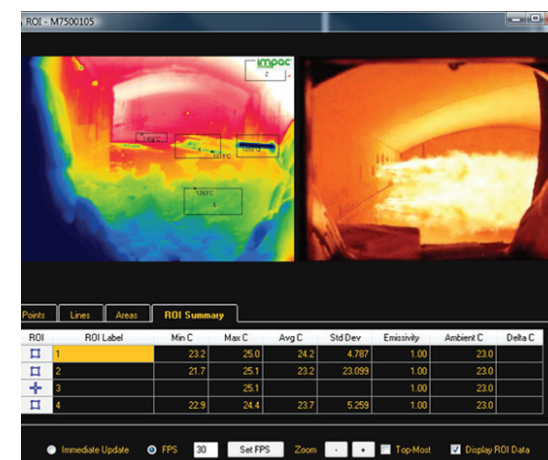 ROI - M7500105
IMPAC
2
4
1263°C
5
Points Lines Areas ROI Summary
ROI ROI Label Min C Max C Avg C Std Dev Emissivity Ambient C Delta C
1 23.2 25.0 24.2 4.787 1.00 23.0
2 21.7 25.1 23.2 23.099 1.00 23.0
3 25.1 1.00 23.0
4 22.9 24.4 23.7 5.259 1.00 23.0
Immediate Update FPS 30 Set FPS Zoom - + Top-Most Display ROI Data